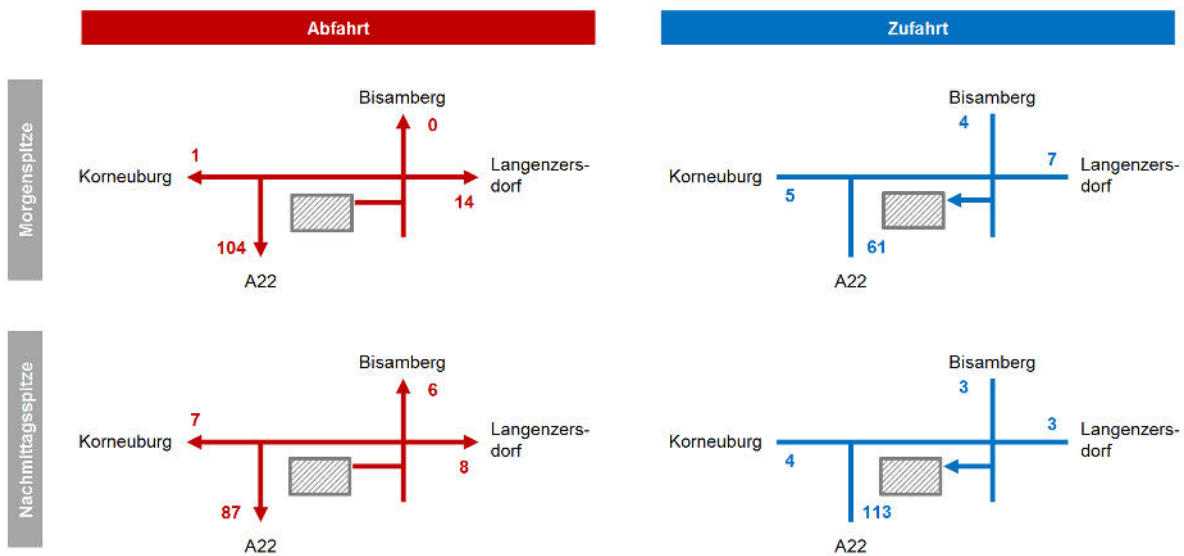 Abfahrt
Zufahrt
Morgenspitze
Bisamberg
0
1
Korneuburg
Langenzers-
dorf
14
104
A22
Bisamberg
4
7
Korneuburg
Langenzers-
dorf
5
61
A22
Nachmittagsspitze
Bisamberg
6
7
Korneuburg
Langenzers-
dorf
8
87
A22
Bisamberg
3
3
Korneuburg
Langenzers-
dorf
4
113
A22